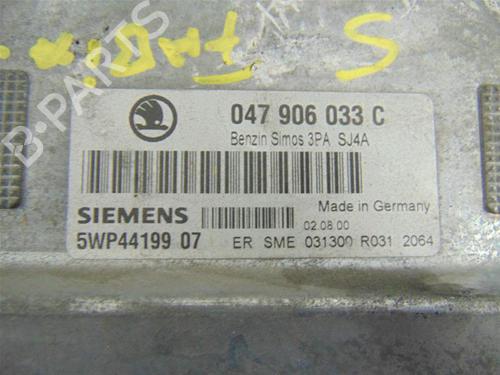 S
047 906 033 C
Benzin Simos 3PA SJ4A
SIEMENS
Made in Germany
02.08.00
5WP44199 07
ER SME 031300 R031 2064